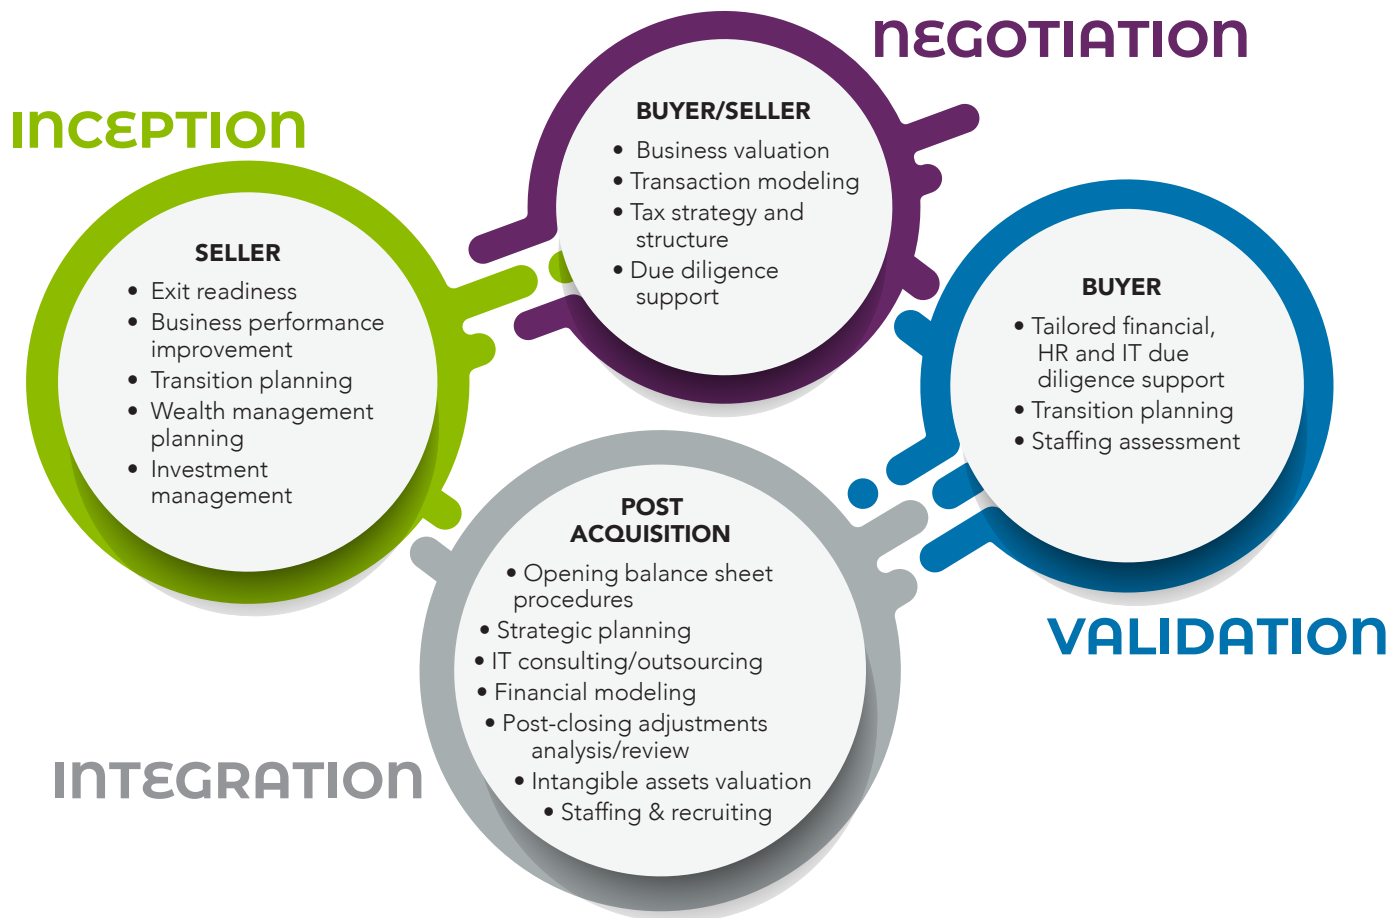 INCEPTION
SELLER
• Exit readiness
• Business performance
improvement
• Transition planning
• Wealth management
planning
• Investment
management
NEGOTIATION
BUYER/SELLER
• Business valuation
• Transaction modeling
• Tax strategy and
structure
• Due diligence
support
BUYER
• Tailored financial,
HR and IT due
diligence support
• Transition planning
• Staffing assessment
VALIDATION
POST
ACQUISITION
• Opening balance sheet
procedures
• Strategic planning
• IT consulting/outsourcing
• Financial modeling
• Post-closing adjustments
analysis/review
• Intangible assets valuation
• Staffing & recruiting
INTEGRATION